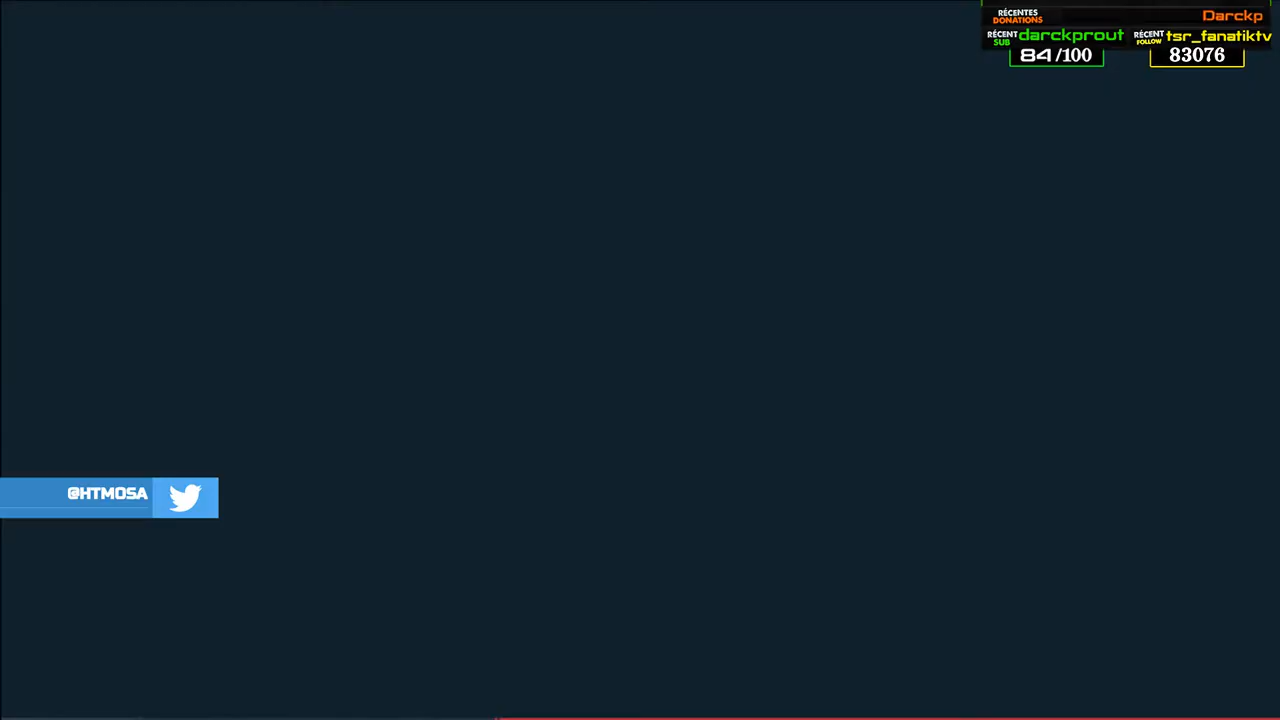 RÉCENTES
DONATIONS
Darckp
RÉCENT
SUB
darckprout
RÉCENT
FOLLOW
tsr_fanatiktv
84/100
83076
@HTMOSA